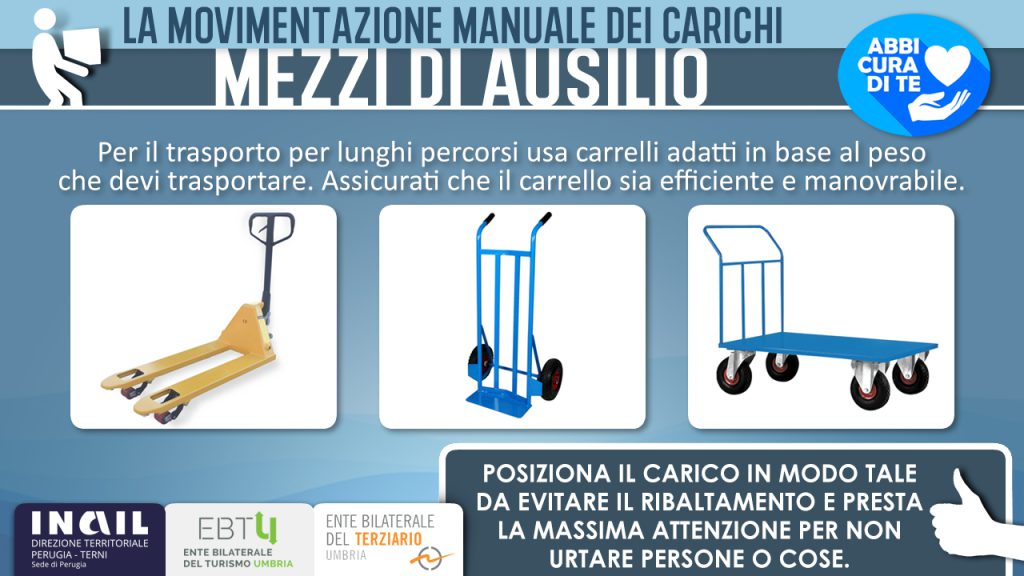 LA MOVIMENTAZIONE MANUALE DEI CARICHI
MEZZI DI AUSILIO
ABBI
CURA
DI TE
Per il trasporto per lunghi percorsi usa carrelli adatti in base al peso
che devi trasportare. Assicurati che il carrello sia efficiente e manovrabile.
POSIZIONA IL CARICO IN MODO TALE
DA EVITARE IL RIBALTAMENTO E PRESTA
LA MASSIMA ATTENZIONE PER NON
URTARE PERSONE O COSE.
INAIL
DIREZIONE TERRITORIALE
PERUGIA - TERNI
Sede di Perugia
EBTU
ENTE BILATERALE
DEL TURISMO UMBRIA
ENTE BILATERALE
DEL TERZIARIO
UMBRIA